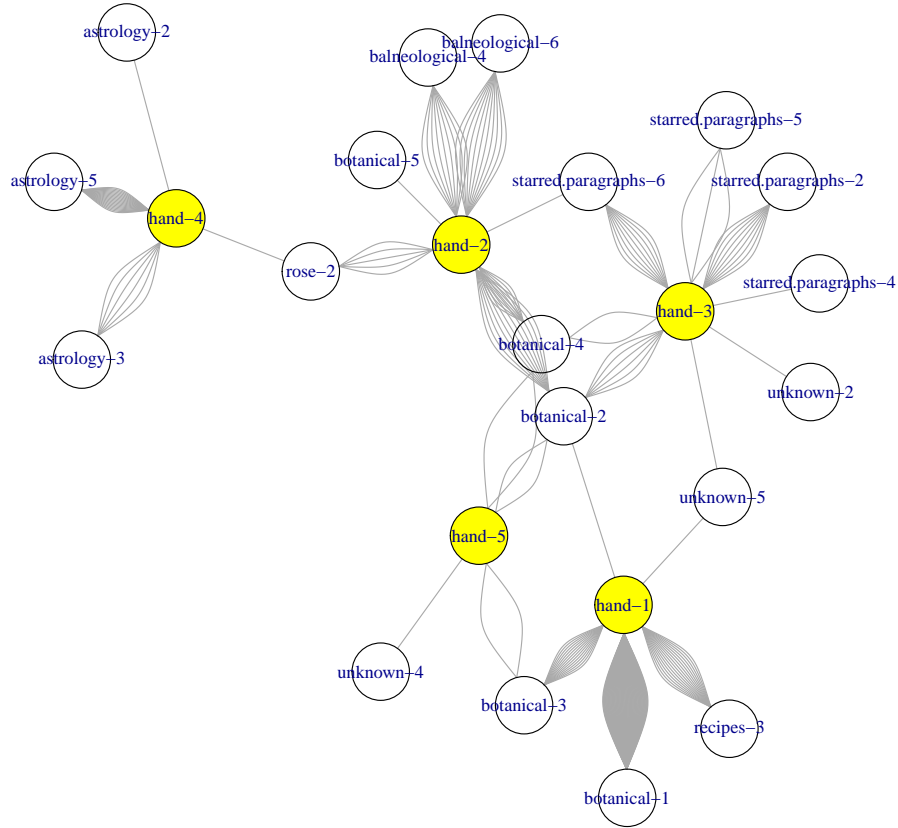 astrology−2
balneological−6
balneological−4
starred.paragraphs−5
botanical−5
astrology−5
starred.paragraphs−6
starred.paragraphs−2
hand−4
hand−2
rose−2
starred.paragraphs−4
hand−3
botanical−4
astrology−3
unknown−2
botanical−2
unknown−5
hand−5
hand−1
unknown−4
botanical−3
recipes−3
botanical−1